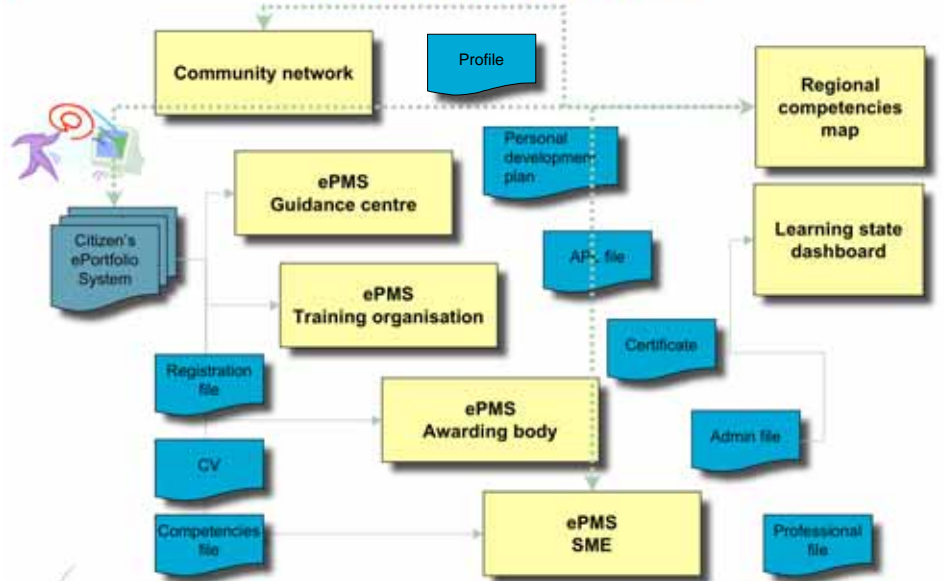 Community network
Profile
Regional
competencies
map
Personal
development
plan
ePMS
Guidance centre
Learning state
dashboard
Citizen's
ePortfolio
System
file
ePMS
Training organisation
Certificate
Registration
file
ePMS
Awarding body
Admin file
CV
Competencies
file
ePMS
SME
Professional
file